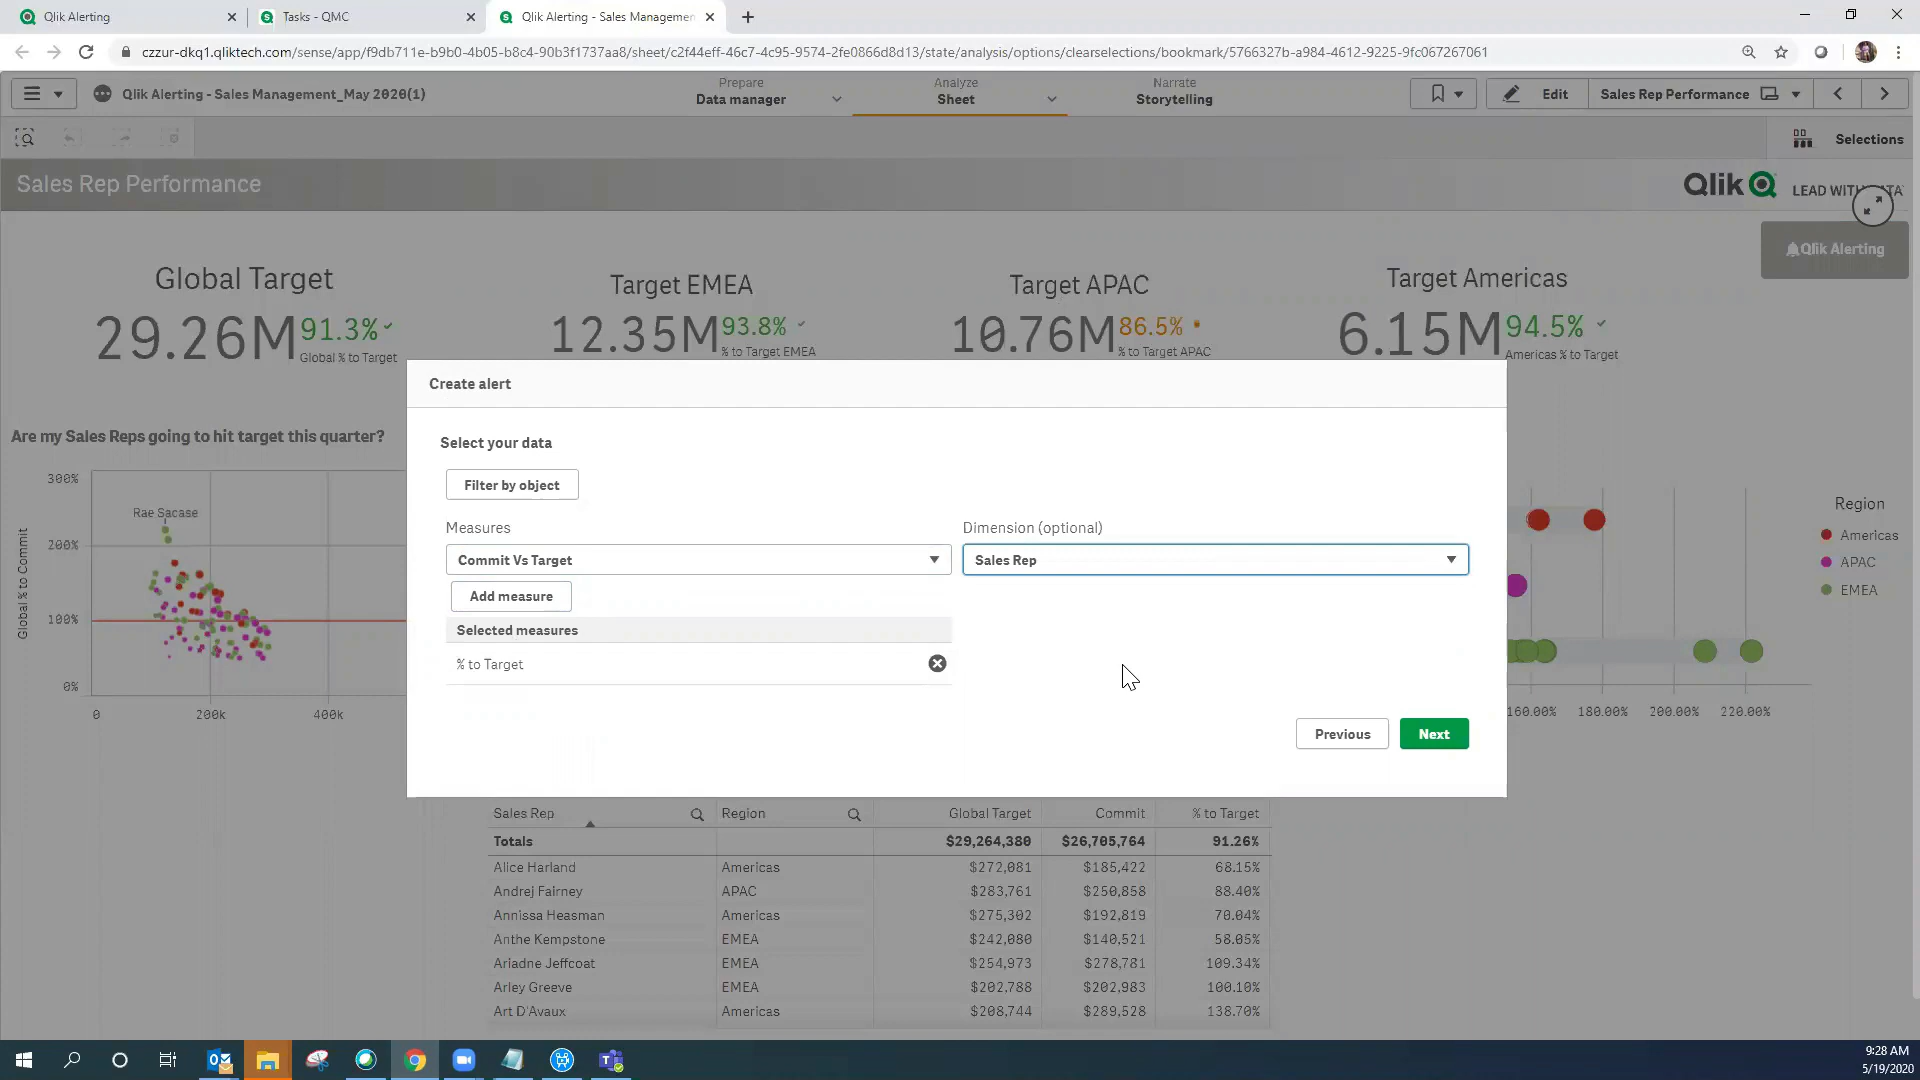 Qlik Alerting
Tasks - QMC
Qlik Alerting - Sales Managemen
czzur-dkq1.qliktech.com/sense/app/f9db711e-b9b0-4b05-b8c4-90b3f1737aa8/sheet/c2f44eff-46c7-4c95-9574-2fe0866d8d13/state/analysis/options/clearselections/bookmark/5766327b-a984-4612-9225-9fc067267061
Qlik Alerting - Sales Management_May 2020(1)
Prepare
Data manager
Analyze
Sheet
Narrate
Storytelling
Edit
Sales Rep Performance
Selections
Sales Rep Performance
Qlik
LEAD WITH DATA
Qlik Alerting
Global Target
29.26M 91.3%
Global % to Target
Target EMEA
12.35M 93.8%
% to Target EMEA
Target APAC
10.76M 86.5%
% to Target APAC
Target Americas
6.15M 94.5%
Americas % to Target
Create alert
Select your data
Filter by object
Measures
Dimension (optional)
Commit Vs Target
Sales Rep
Add measure
Selected measures
% to Target
Previous
Next
Are my Sales Reps going to hit target this quarter?
Global % to Commit
300%
200%
100%
0%
Rae Sacase
0 200k 400k
Region
Americas
APAC
EMEA
160.00% 180.00% 200.00% 220.00%
Sales Rep Region Global Target Commit % to Target
Totals $29,264,380 $26,705,764 91.26%
Alice Harland Americas $272,081 $185,422 68.15%
Andrej Fairney APAC $283,761 $250,858 88.40%
Annissa Heasman Americas $275,302 $192,819 70.04%
Anthe Kempstone EMEA $242,080 $140,521 58.05%
Ariadne Jeffcoat EMEA $254,973 $278,781 109.34%
Arley Greeve EMEA $202,788 $202,983 100.10%
Art D'Avaux Americas $208,744 $289,528 138.70%
9:28 AM
5/19/2020